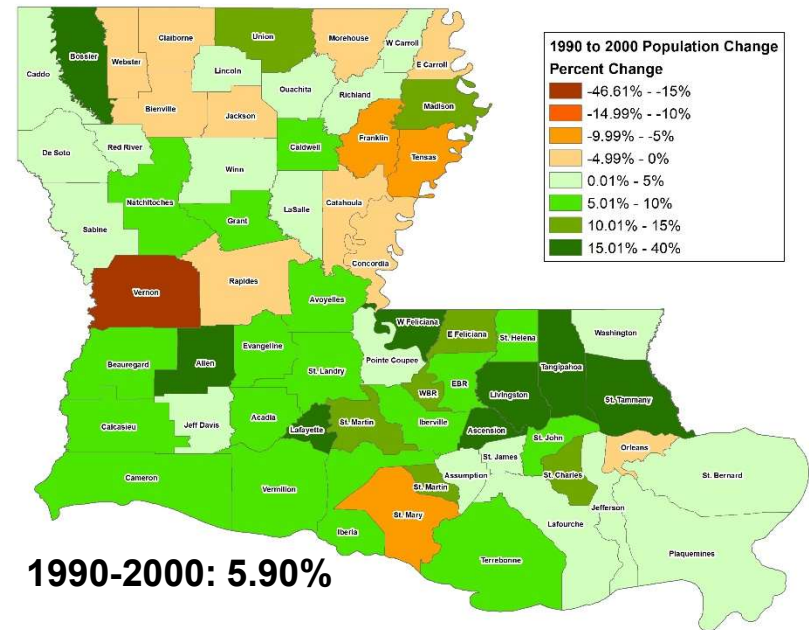 Claiborne
Union
Morehouse
W Carroll
Bossier
Webster
E Carroll
Caddo
Lincoln
Ouachita
Richland
Madison
Bienville
Jackson
Franklin
Caldwell
Tensas
De Soto
Red River
Winn
Natchitoches
LaSalle
Catahoula
Grant
Sabine
Concordia
Rapides
Vernon
Avoyelles
W Feliciana
E Feliciana
St. Helena
Washington
Evangeline
Pointe Coupee
Tangipahoa
Beauregard
Allen
St. Landry
EBR
WBR
Livingston
St. Tammany
Calcasieu
Jeff Davis
Acadia
Lafayette
St. Martin
Iberville
Ascension
St. John
Orleans
St. James
Assumption
St. Charles
St. Bernard
Cameron
Vermilion
St. Martin
Jefferson
St. Mary
Lafourche
Iberia
Terrebonne
Plaquemines
1990 to 2000 Population Change
Percent Change
-46.61% - -15%
-14.99% - -10%
-9.99% - -5%
-4.99% - 0%
0.01% - 5%
5.01% - 10%
10.01% - 15%
15.01% - 40%
1990-2000: 5.90%